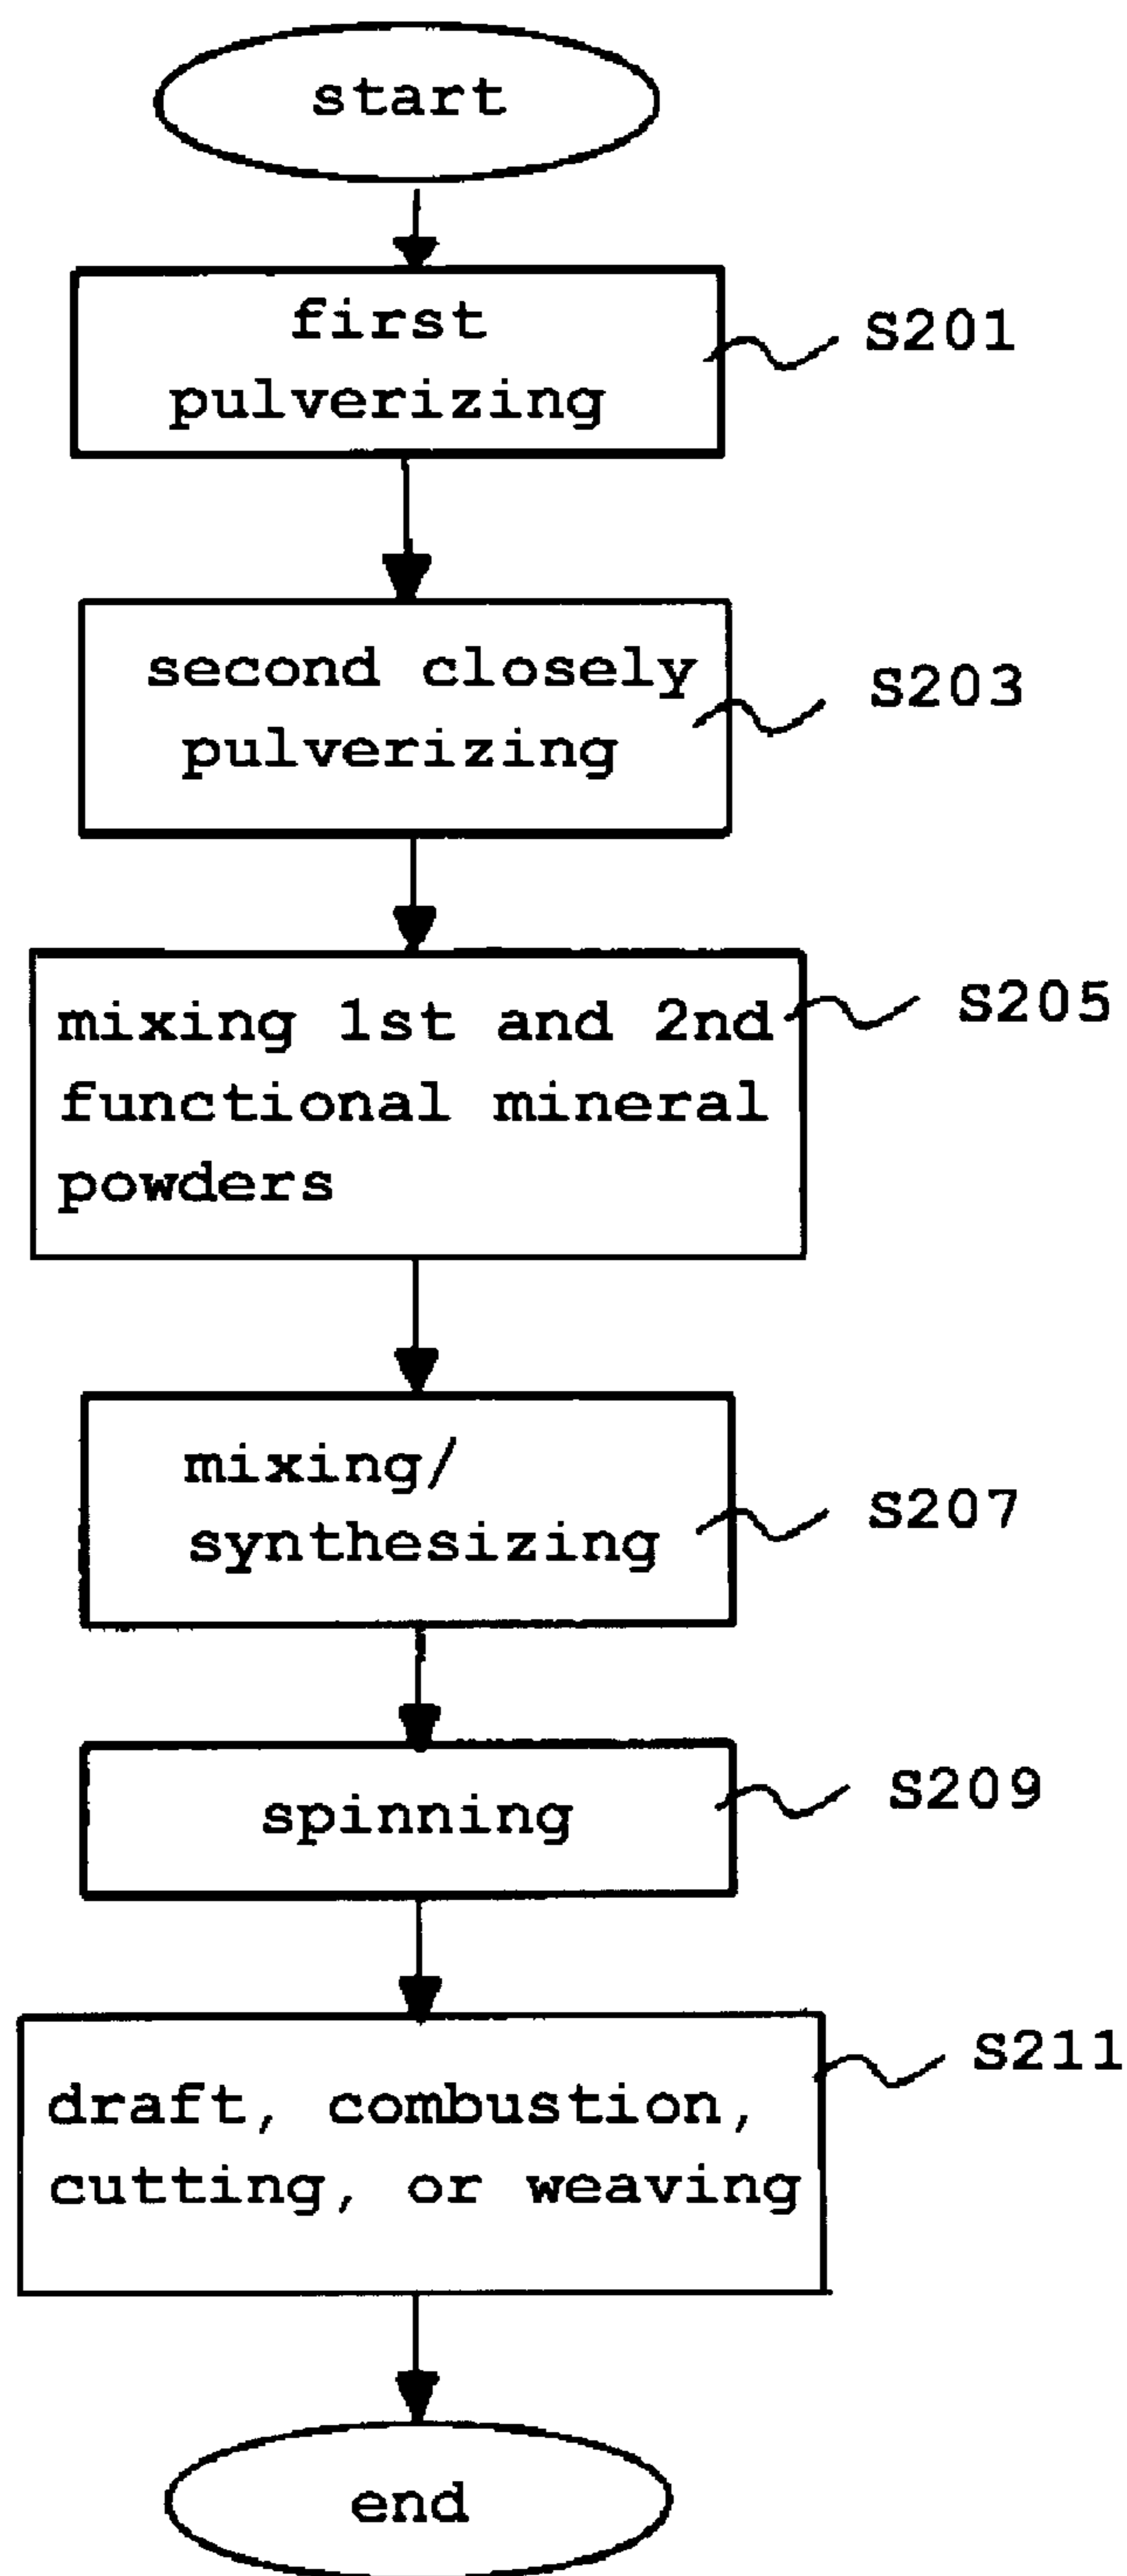 start
first
pulverizing
S201
second closely
pulverizing
S203
mixing 1st and 2nd
functional mineral
powders
S205
mixing/
synthesizing
S207
spinning
S209
draft, combustion,
cutting, or weaving
S211
end